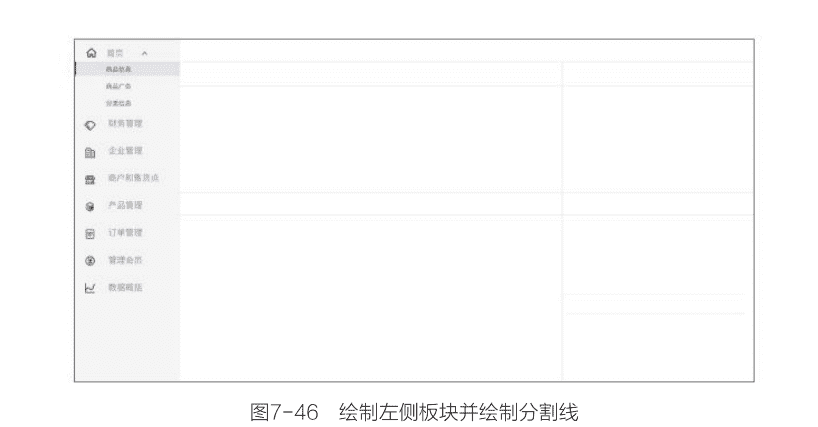 首页
商品信息
商品广告
分类信息
财务管理
企业管理
商户和售货点
产品管理
订单管理
管理会员
数据概括
图7-46 绘制左侧板块并绘制分割线